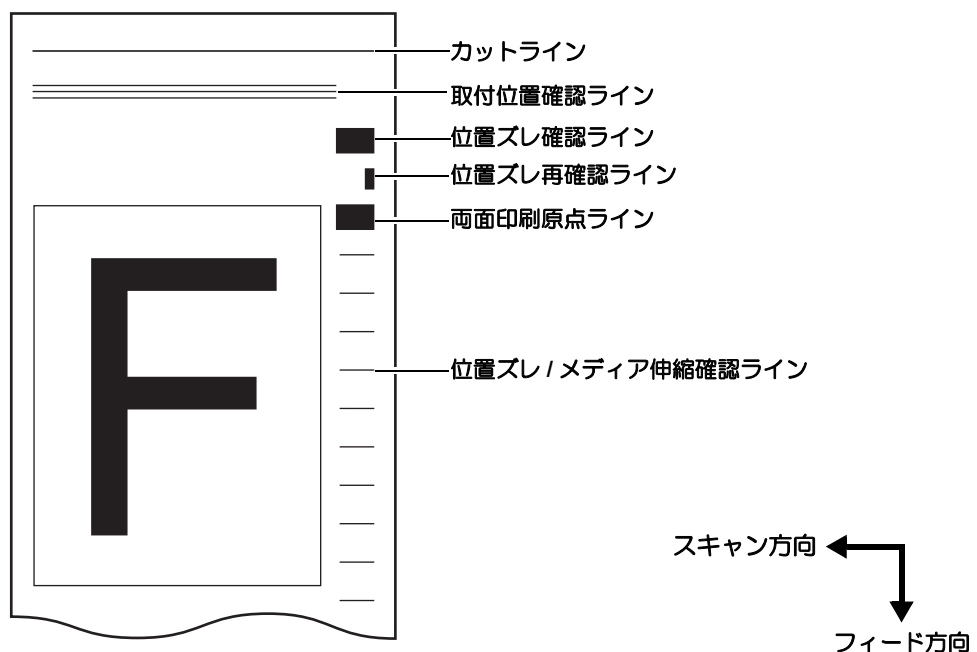 カットライン
取付位置確認ライン
位置ズレ確認ライン
位置ズレ再確認ライン
両面印刷原点ライン
F
位置ズレ / メディア伸縮確認ライン
スキャン方向
フィード方向